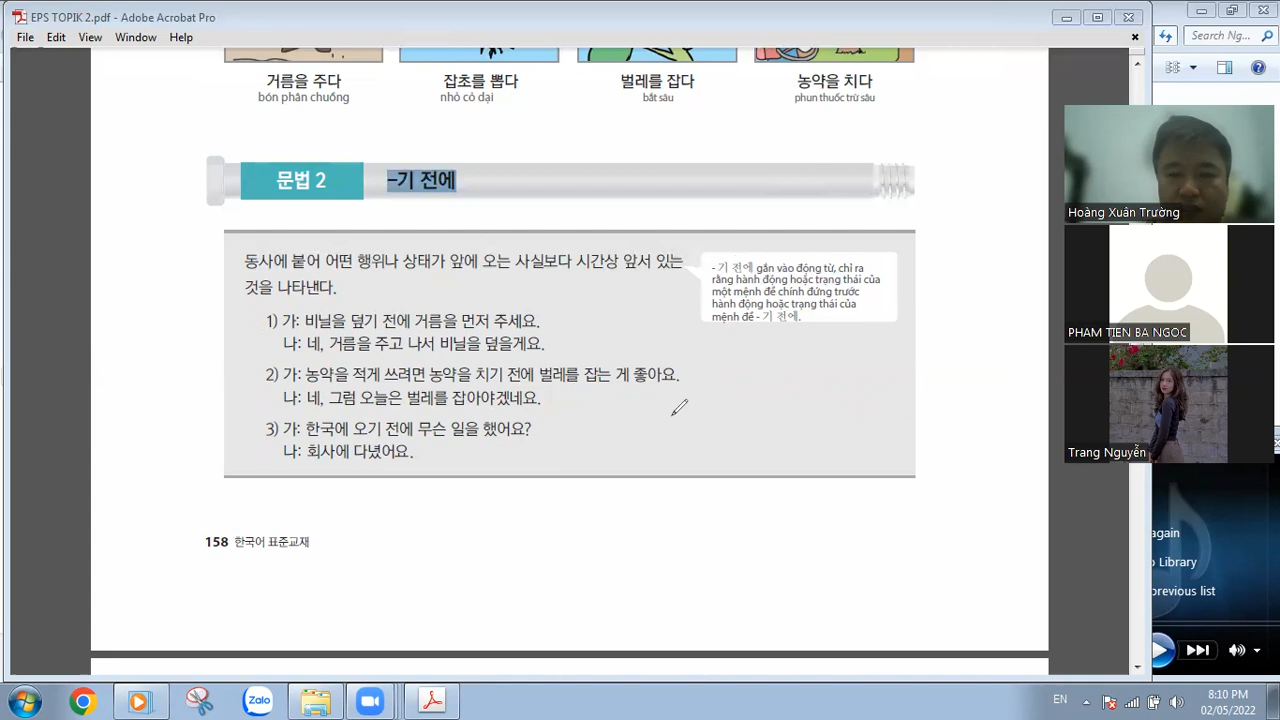 EPS TOPIK 2.pdf - Adobe Acrobat Pro
File Edit View Window Help
Search Ng...
거름을 주다 잡초를 뽑다 벌레를 잡다 농약을 치다
bón phân chuồng nhổ cỏ dại bắt sâu phun thuốc trừ sâu
문법 2 –기 전에
동사에 붙어 어떤 행위나 상태가 앞에 오는 사실보다 시간상 앞서 있는
것을 나타낸다.
- 기 전에 gắn vào động từ, chỉ ra
rằng hành động hoặc trạng thái của
một mệnh đề chính đứng trước
hành động hoặc trạng thái của
mệnh đề - 기 전에.
1) 가: 비닐을 덮기 전에 거름을 먼저 주세요.
나: 네, 거름을 주고 나서 비닐을 덮을게요.
2) 가: 농약을 적게 쓰려면 농약을 치기 전에 벌레를 잡는 게 좋아요.
나: 네, 그럼 오늘은 벌레를 잡아야겠네요.
3) 가: 한국에 오기 전에 무슨 일을 했어요?
나: 회사에 다녔어요.
158 한국어 표준교재
Hoàng Xuân Trường
PHAM TIEN BA NGOC
Trang Nguyễn
again
o Library
previous list
Zalo
EN
8:10 PM
02/05/2022